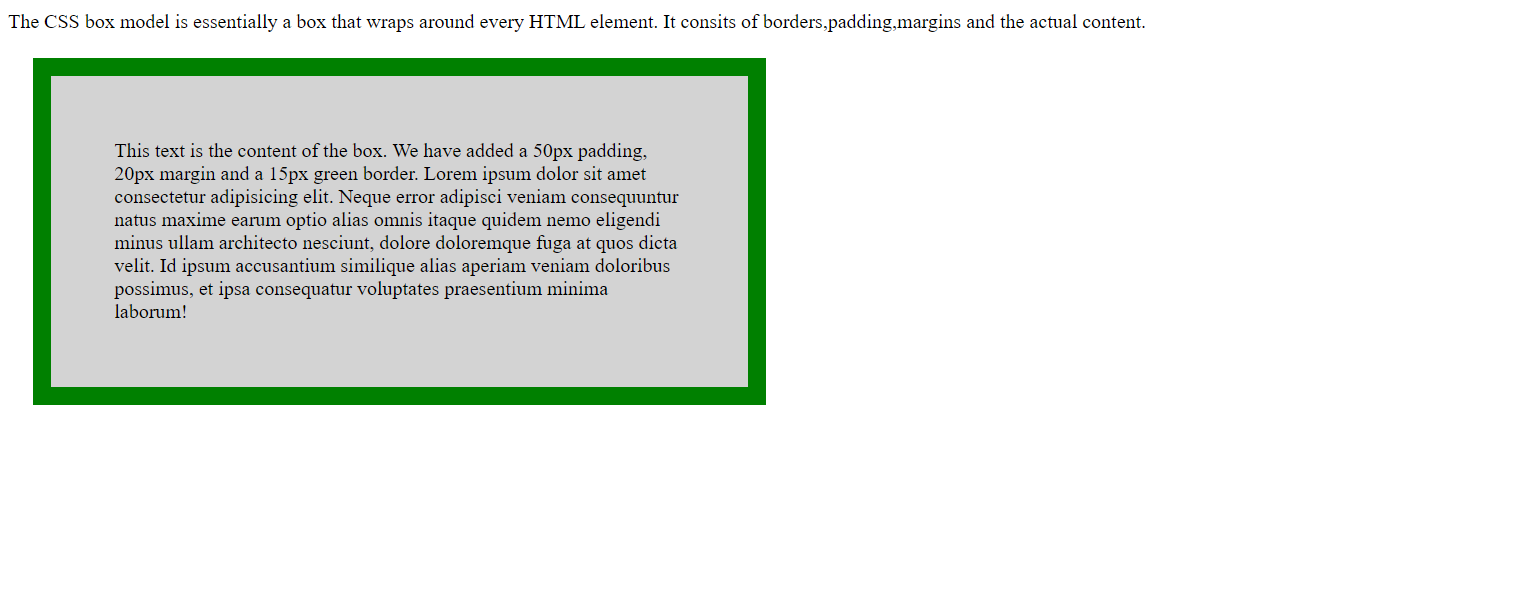 The CSS box model is essentially a box that wraps around every HTML element. It consits of borders,padding,margins and the actual content.
This text is the content of the box. We have added a 50px padding,
20px margin and a 15px green border. Lorem ipsum dolor sit amet
consectetur adipisicing elit. Neque error adipisci veniam consequuntur
natus maxime earum optio alias omnis itaque quidem nemo eligendi
minus ullam architecto nesciunt, dolore doloremque fuga at quos dicta
velit. Id ipsum accusantium similique alias aperiam veniam doloribus
possimus, et ipsa consequatur voluptates praesentium minima
laborum!